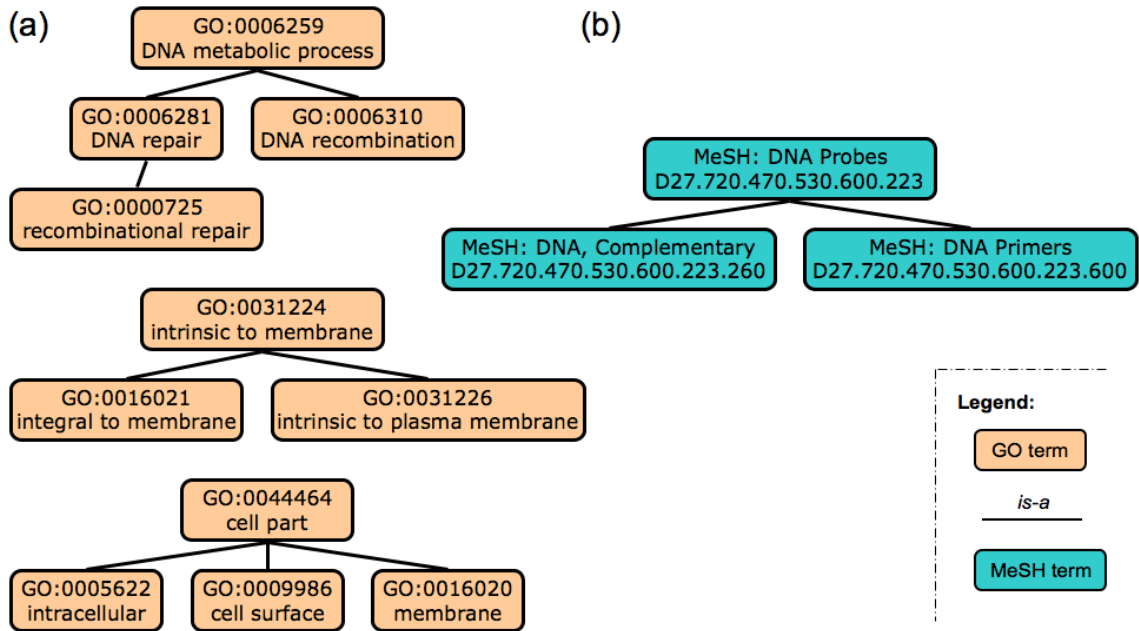 (a)
GO:0006259
DNA metabolic process
GO:0006281
DNA repair
GO:0006310
DNA recombination
GO:0000725
recombinational repair
GO:0031224
intrinsic to membrane
GO:0016021
integral to membrane
GO:0031226
intrinsic to plasma membrane
GO:0044464
cell part
GO:0005622
intracellular
GO:0009986
cell surface
GO:0016020
membrane
(b)
MeSH: DNA Probes
D27.720.470.530.600.223
MeSH: DNA, Complementary
D27.720.470.530.600.223.260
MeSH: DNA Primers
D27.720.470.530.600.223.600
Legend:
GO term
is-a
MeSH term